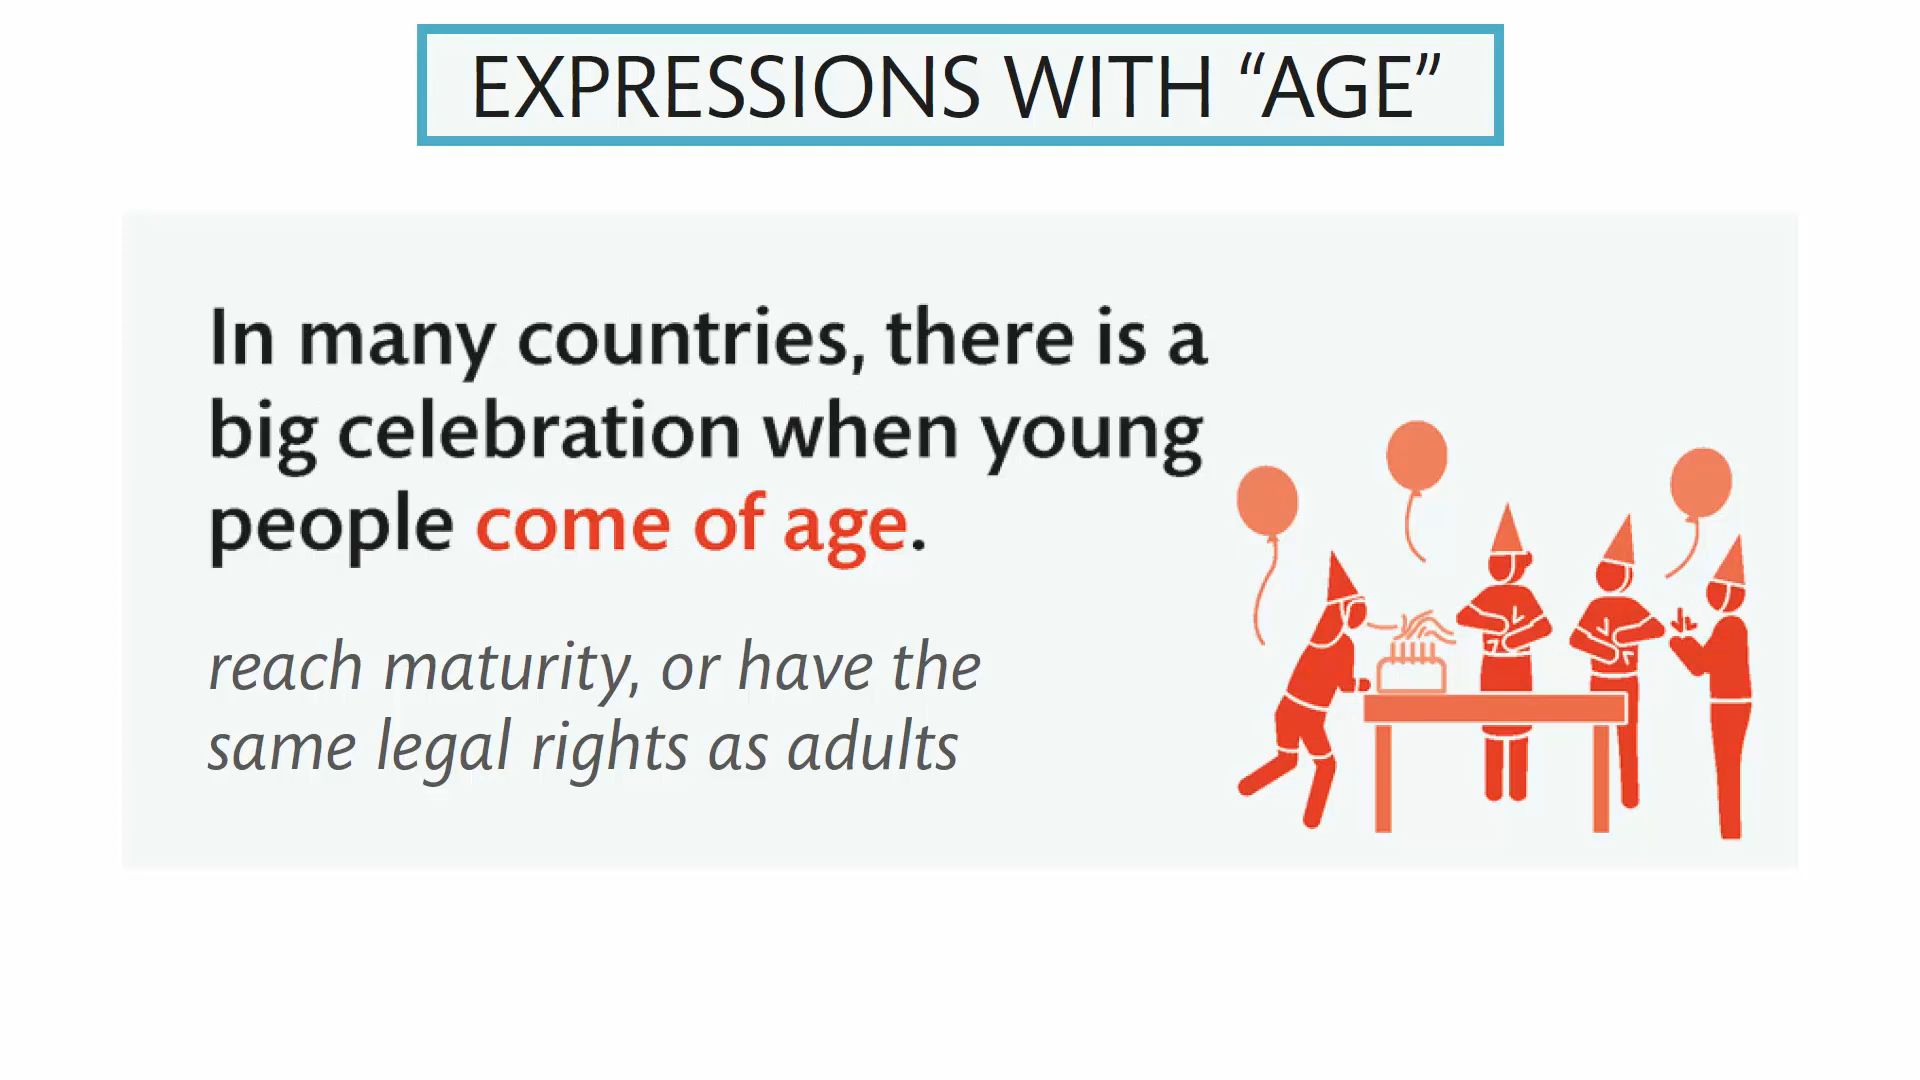 EXPRESSIONS WITH “AGE”
In many countries, there is a
big celebration when young
people come of age.
reach maturity, or have the
same legal rights as adults